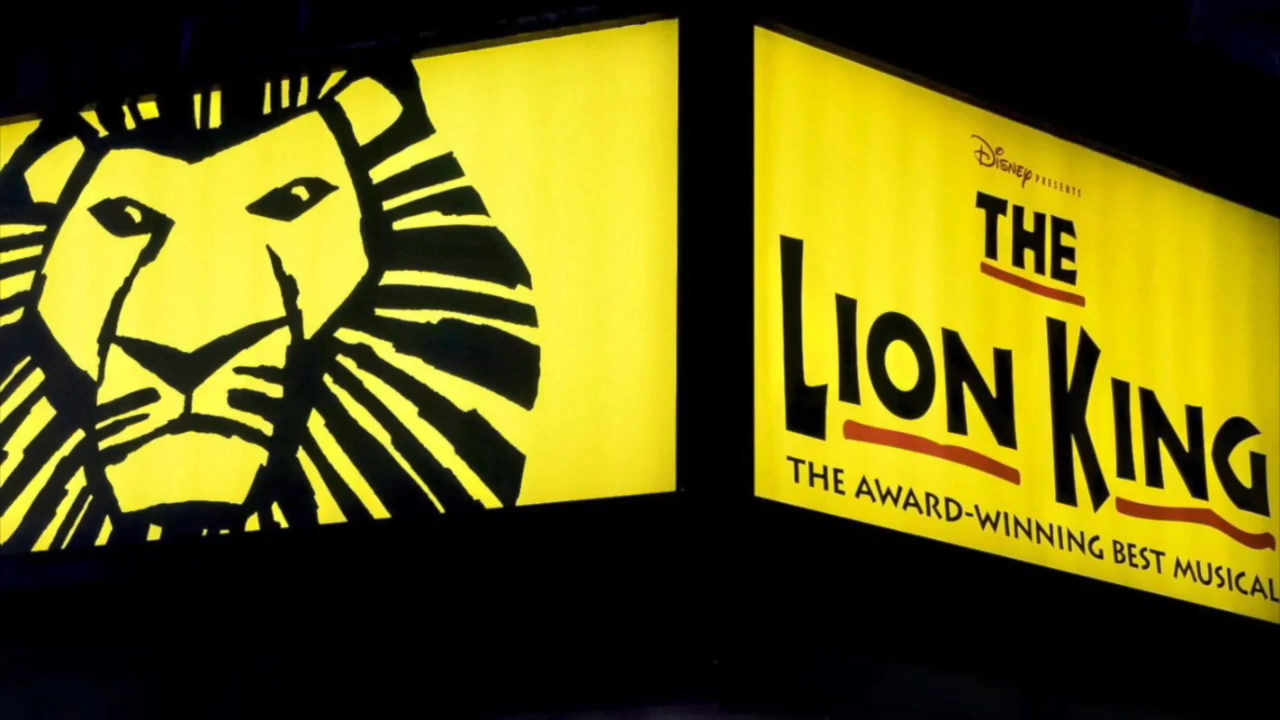 Disney PRESENTS
THE
LION KING
THE AWARD-WINNING BEST MUSICAL